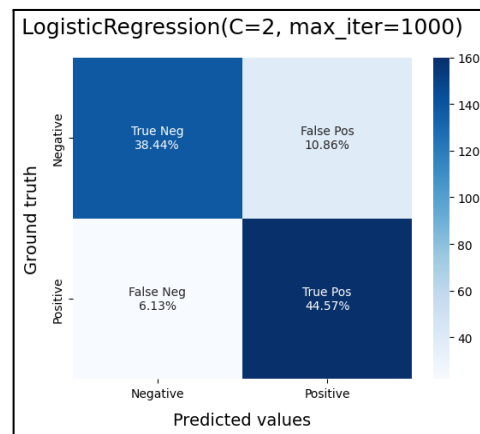 LogisticRegression(C=2, max_iter=1000)
160
140
120
100
80
60
40
Ground truth
Negative
Positive
True Neg
38.44%
False Pos
10.86%
False Neg
6.13%
True Pos
44.57%
Negative
Positive
Predicted values